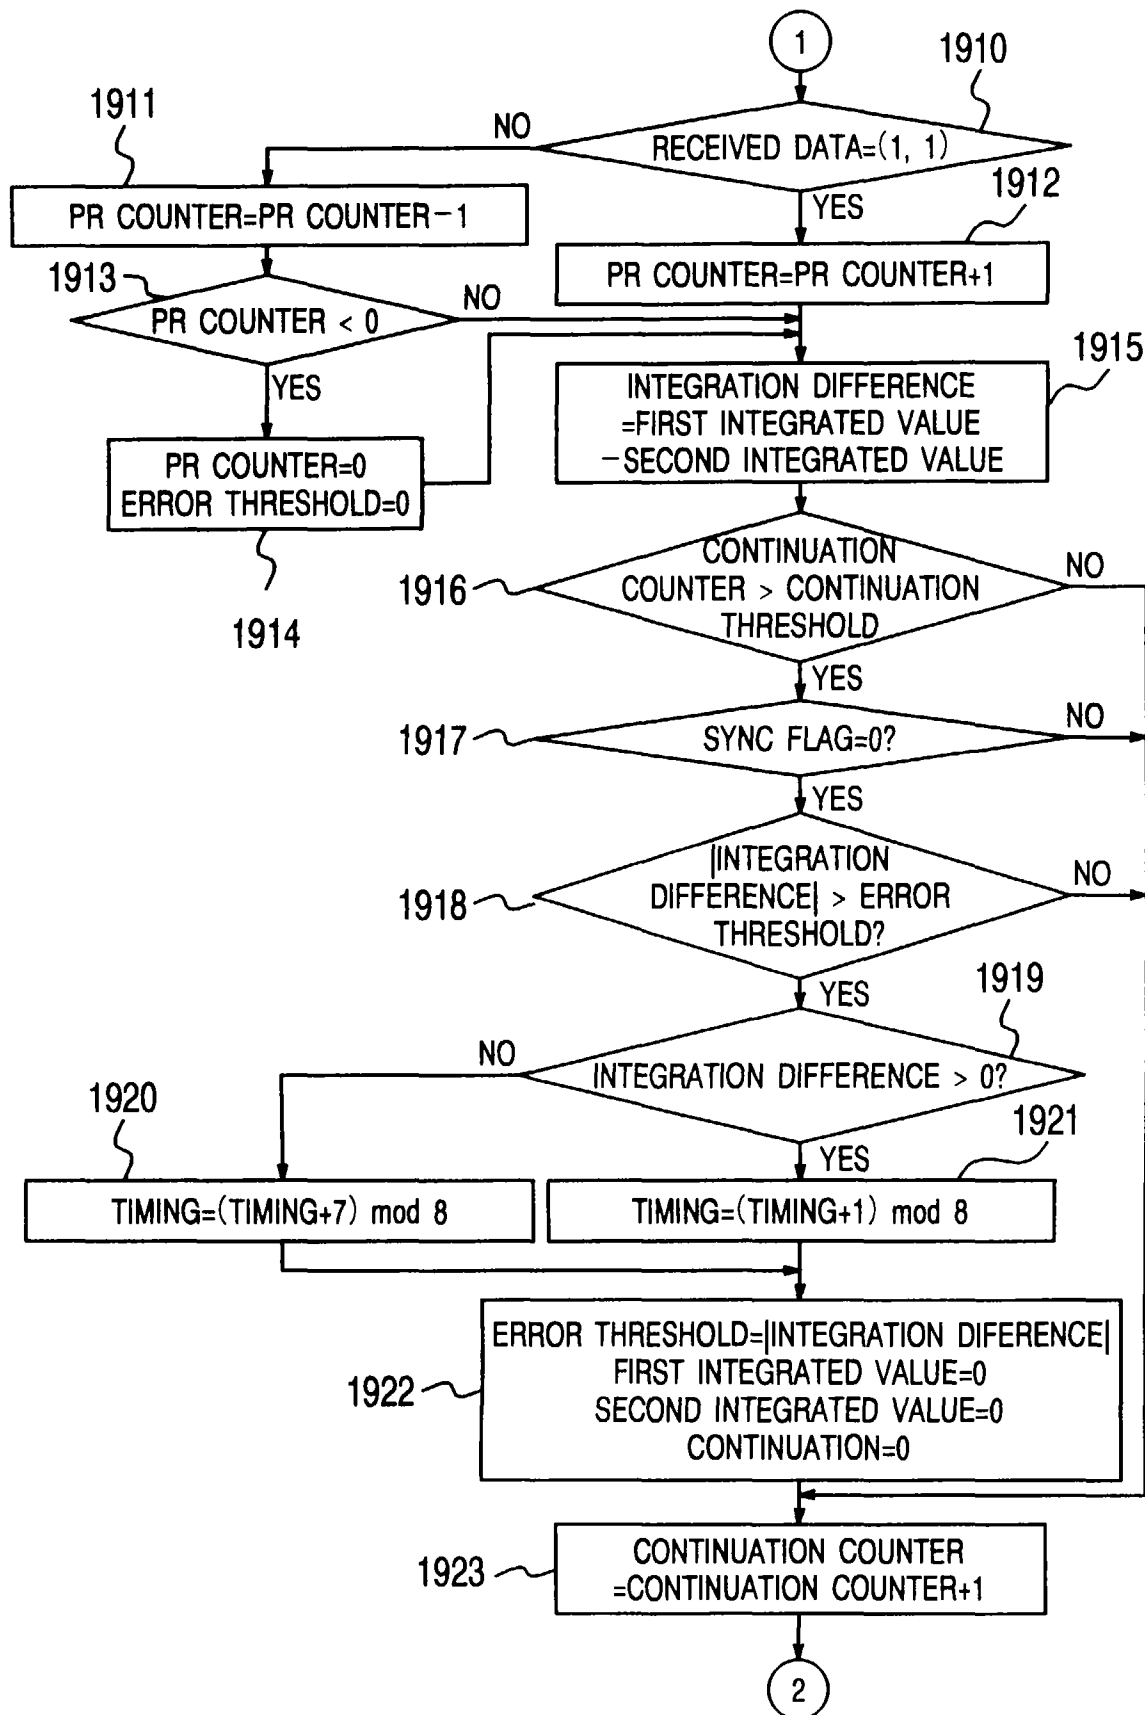 1
1910
1911
NO
RECEIVED DATA=(1, 1)
YES
1912
PR COUNTER=PR COUNTER-1
PR COUNTER=PR COUNTER+1
1913
NO
PR COUNTER < 0
YES
1915
INTEGRATION DIFFERENCE
=FIRST INTEGRATED VALUE
-SECOND INTEGRATED VALUE
PR COUNTER=0
ERROR THRESHOLD=0
1914
1916
CONTINUATION
COUNTER > CONTINUATION
THRESHOLD
NO
YES
1917
SYNC FLAG=0?
NO
YES
1918
|INTEGRATION
DIFFERENCE| > ERROR
THRESHOLD?
NO
YES
1919
NO
INTEGRATION DIFFERENCE > 0?
1920
YES
1921
TIMING=(TIMING+7) mod 8
TIMING=(TIMING+1) mod 8
1922
ERROR THRESHOLD=|INTEGRATION DIFERENCE|
FIRST INTEGRATED VALUE=0
SECOND INTEGRATED VALUE=0
CONTINUATION=0
1923
CONTINUATION COUNTER
=CONTINUATION COUNTER+1
2